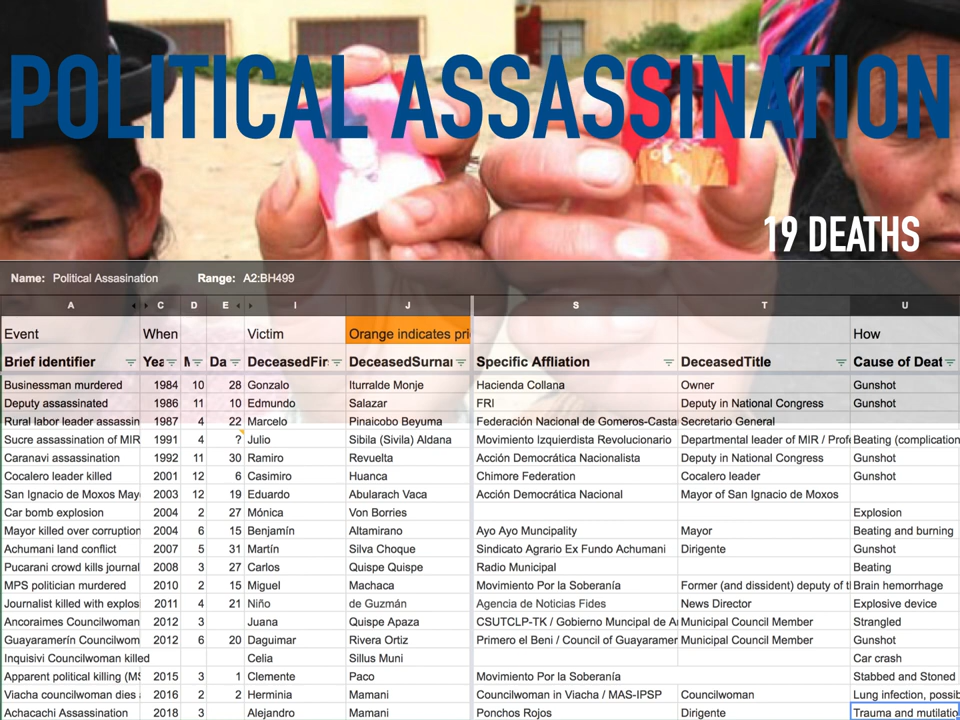 POLITICAL ASSASSINATION
19 DEATHS
Name: Political Assasination Range: A2:BH499
A C D E I J S T U
Event When Victim Orange indicates pri How
Brief identifier Yea M Da DeceasedFir DeceasedSurnar Specific Affliation DeceasedTitle Cause of Deat
Businessman murdered 1984 10 28 Gonzalo Iturralde Monje Hacienda Collana Owner Gunshot
Deputy assassinated 1986 11 10 Edmundo Salazar FRI Deputy in National Congress Gunshot
Rural labor leader assassin 1987 4 22 Marcelo Pinaicobo Beyuma Federación Nacional de Gomeros-Casta Secretario General
Sucre assassination of MIR 1991 4 ? Julio Sibila (Sivila) Aldana Movimiento Izquierdista Revolucionario Departmental leader of MIR / Profe Beating (complication
Caranavi assassination 1992 11 30 Ramiro Revuelta Acción Democrática Nacionalista Deputy in National Congress Gunshot
Cocalero leader killed 2001 12 6 Casimiro Huanca Chimore Federation Cocalero leader Gunshot
San Ignacio de Moxos May 2003 12 19 Eduardo Abularach Vaca Acción Democrática Nacional Mayor of San Ignacio de Moxos
Car bomb explosion 2004 2 27 Mónica Von Borries Explosion
Mayor killed over corruption 2004 6 15 Benjamín Altamirano Ayo Ayo Muncipality Mayor Beating and burning
Achumani land conflict 2007 5 31 Martín Silva Choque Sindicato Agrario Ex Fundo Achumani Dirigente Gunshot
Pucarani crowd kills journal 2008 3 27 Carlos Quispe Quispe Radio Municipal Beating
MPS politician murdered 2010 2 15 Miguel Machaca Movimiento Por la Soberanía Former (and dissident) deputy of t Brain hemorrhage
Journalist killed with explos 2011 4 21 Niño de Guzmán Agencia de Noticias Fides News Director Explosive device
Ancoraimes Councilwoman 2012 3 Juana Quispe Apaza CSUTCLP-TK / Gobierno Muncipal de A Municipal Council Member Strangled
Guayaramerín Councilwom 2012 6 20 Daguimar Rivera Ortiz Primero el Beni / Council of Guayaramer Municipal Council Member Gunshot
Inquisivi Councilwoman killed Celia Sillus Muni Car crash
Apparent political killing (MS 2015 3 1 Clemente Paco Movimiento Por la Soberanía Stabbed and Stoned
Viacha councilwoman dies 2016 2 2 Herminia Mamani Councilwoman in Viacha / MAS-IPSP Councilwoman Lung infection, possib
Achacachi Assassination 2018 3 Alejandro Mamani Ponchos Rojos Dirigente Trauma and mutilatio